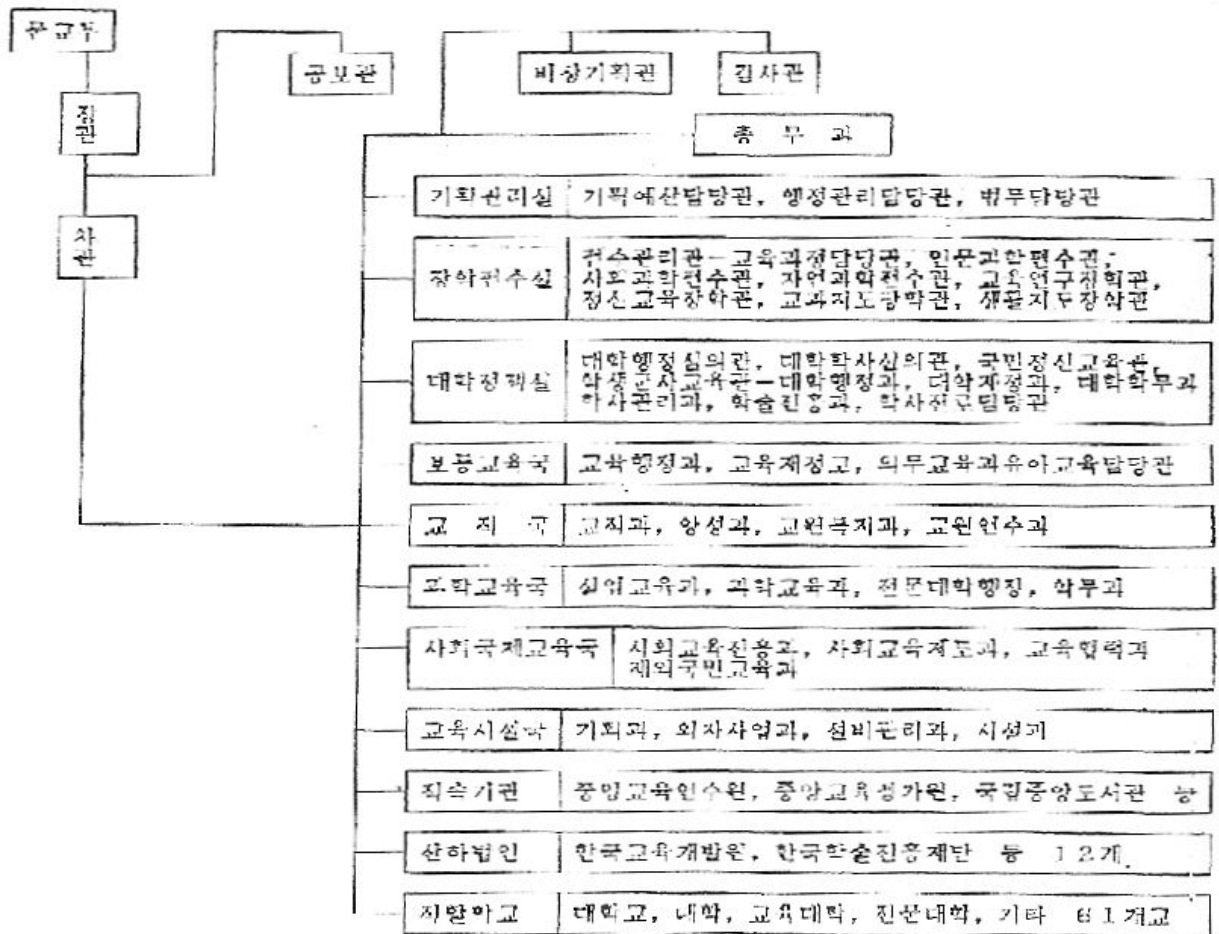 문교부
공보관
비상기획관
감사관
장관
총 무 과
차관
기획관리실 기획예산담당관, 행정관리담당관, 법무담당관
장학편수실 편수관리관-교육과정담당관, 인문과학편수관,
사회과학편수관, 자연과학편수관, 교육연구장학관,
정신교육장학관, 교과지도장학관, 생활지도장학관
대학정책실 대학행정심의관, 대학학사심의관, 국민정신교육관,
학생군사교육관-대학행정과, 대학재정과, 대학학무과
학사관리과, 학술진흥과, 학사진로담당관
보통교육국 교육행정과, 교육재정고, 의무교육과유아교육담당관
교 직 국 교직과, 양성과, 교원복지과, 교원연수과
과학교육국 실업교육과, 과학교육과, 전문대학행정, 학무과
사회국제교육국 사회교육진흥과, 사회교육제도과, 교육협력과
재외국민교육과
교육시설국 기획과, 외자사업과, 설비관리과, 시설과
직속기관 중앙교육연수원, 중앙교육평가원, 국립중앙도서관 등
산하법인 한국교육개발원, 한국학술진흥재단 등 12개.
직할학교 대학교, 대학, 교육대학, 전문대학, 기타 61개교